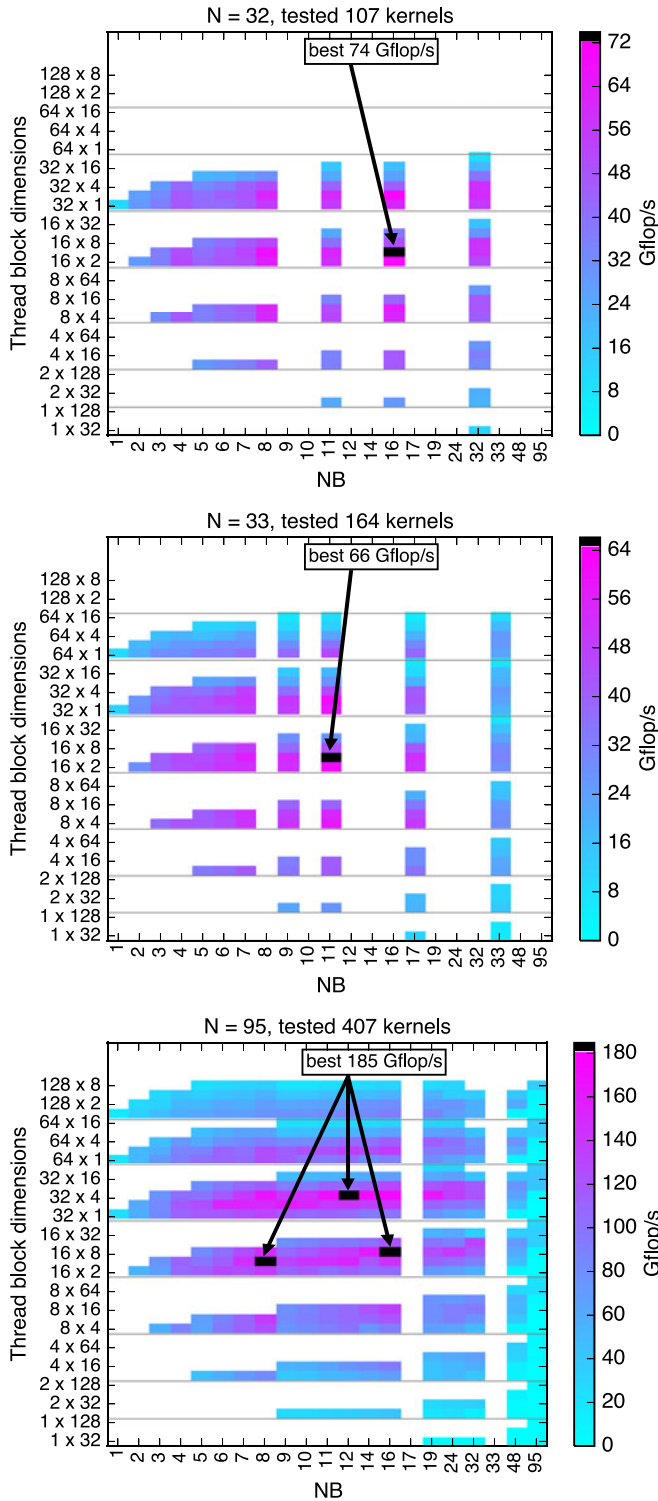 N = 32, tested 107 kernels
best 74 Gflop/s
Thread block dimensions
128 x 8
128 x 2
64 x 16
64 x 4
64 x 1
32 x 16
32 x 4
32 x 1
16 x 32
16 x 8
16 x 2
8 x 64
8 x 16
8 x 4
4 x 64
4 x 16
2 x 128
2 x 32
1 x 128
1 x 32
1 2 3 4 5 6 7 8 9 10 11 12 14 16 17 19 24 32 33 48 95
NB
72
64
56
48
40
32
24
16
8
0
Gflop/s
N = 33, tested 164 kernels
best 66 Gflop/s
Thread block dimensions
128 x 8
128 x 2
64 x 16
64 x 4
64 x 1
32 x 16
32 x 4
32 x 1
16 x 32
16 x 8
16 x 2
8 x 64
8 x 16
8 x 4
4 x 64
4 x 16
2 x 128
2 x 32
1 x 128
1 x 32
1 2 3 4 5 6 7 8 9 10 11 12 14 16 17 19 24 32 33 48 95
NB
64
56
48
40
32
24
16
8
0
Gflop/s
N = 95, tested 407 kernels
best 185 Gflop/s
Thread block dimensions
128 x 8
128 x 2
64 x 16
64 x 4
64 x 1
32 x 16
32 x 4
32 x 1
16 x 32
16 x 8
16 x 2
8 x 64
8 x 16
8 x 4
4 x 64
4 x 16
2 x 128
2 x 32
1 x 128
1 x 32
1 2 3 4 5 6 7 8 9 10 11 12 14 16 17 19 24 32 33 48 95
NB
180
160
140
120
100
80
60
40
20
0
Gflop/s